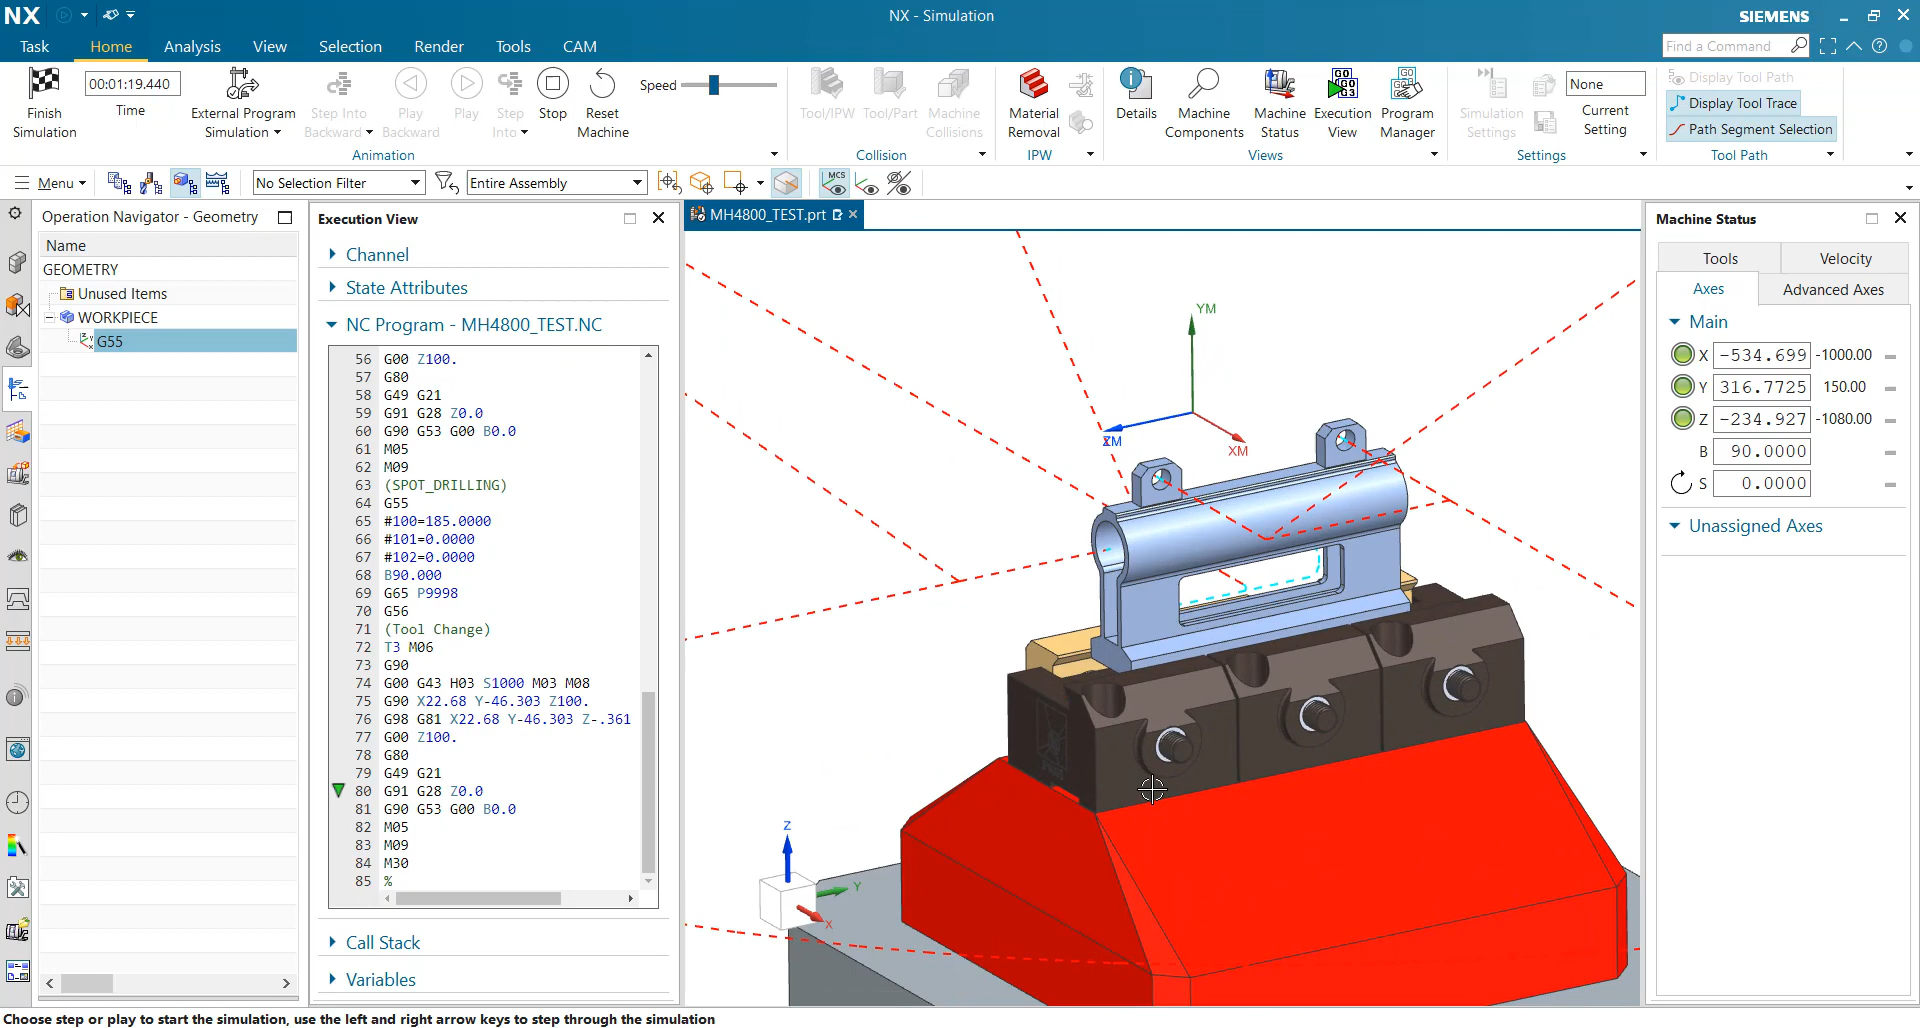 NX
NX - Simulation
SIEMENS
Task
Home
Analysis
View
Selection
Render
Tools
CAM
Find a Command
Finish Simulation
00:01:19.440
Time
External Program Simulation
Step Into Backward
Play Backward
Play
Step Into
Stop
Reset Machine
Speed
Animation
Tool/IPW
Tool/Part
Machine Collisions
Collision
Material Removal
IPW
Details
Machine Components
Machine Status
Execution View
Program Manager
Views
Simulation Settings
None
Current Setting
Settings
Display Tool Path
Display Tool Trace
Path Segment Selection
Tool Path
Menu
No Selection Filter
Entire Assembly
MCS
Operation Navigator - Geometry
Name
GEOMETRY
Unused Items
WORKPIECE
G55
Execution View
Channel
State Attributes
NC Program - MH4800_TEST.NC
56 G00 Z100.
57 G80
58 G49 G21
59 G91 G28 Z0.0
60 G90 G53 G00 B0.0
61 M05
62 M09
63 (SPOT_DRILLING)
64 G55
65 #100=185.0000
66 #101=0.0000
67 #102=0.0000
68 B90.000
69 G65 P9998
70 G56
71 (Tool Change)
72 T3 M06
73 G90
74 G00 G43 H03 S1000 M03 M08
75 G90 X22.68 Y-46.303 Z100.
76 G98 G81 X22.68 Y-46.303 Z-.361
77 G00 Z100.
78 G80
79 G49 G21
80 G91 G28 Z0.0
81 G90 G53 G00 B0.0
82 M05
83 M09
84 M30
85 %
Call Stack
Variables
MH4800_TEST.prt
YM
ZM
XM
Z
Y
X
Machine Status
Tools
Velocity
Axes
Advanced Axes
Main
X -534.699 -1000.00
Y 316.7725 150.00
Z -234.927 -1080.00
B 90.0000
S 0.0000
Unassigned Axes
Choose step or play to start the simulation, use the left and right arrow keys to step through the simulation